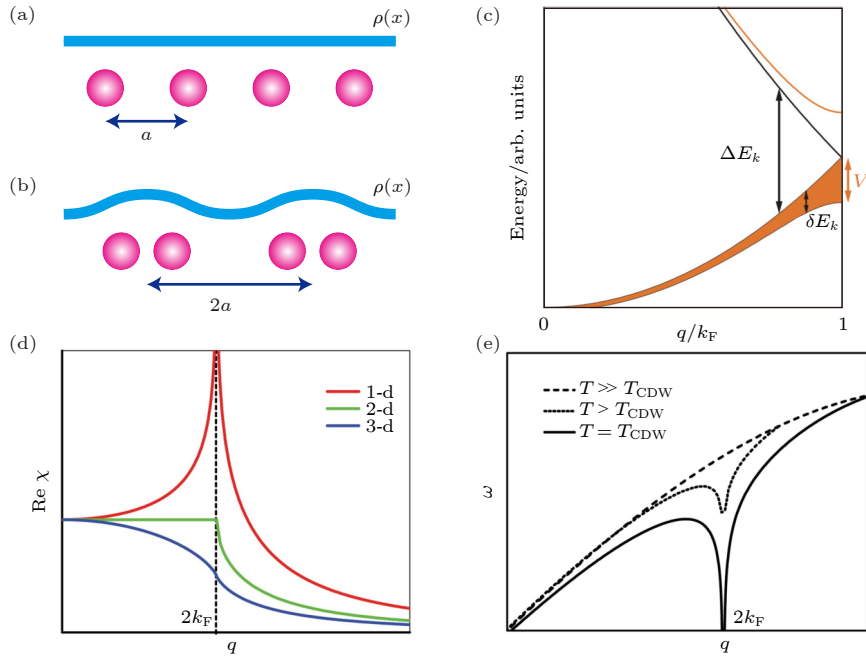 (a)
ρ(x)
a
(b)
ρ(x)
2a
(c)
Energy/arb. units
ΔE_k
δE_k
V
0
1
q/k_F
(d)
Re χ
1-d
2-d
3-d
2k_F
q
(e)
T ≫ T_CDW
T > T_CDW
T = T_CDW
ω
2k_F
q